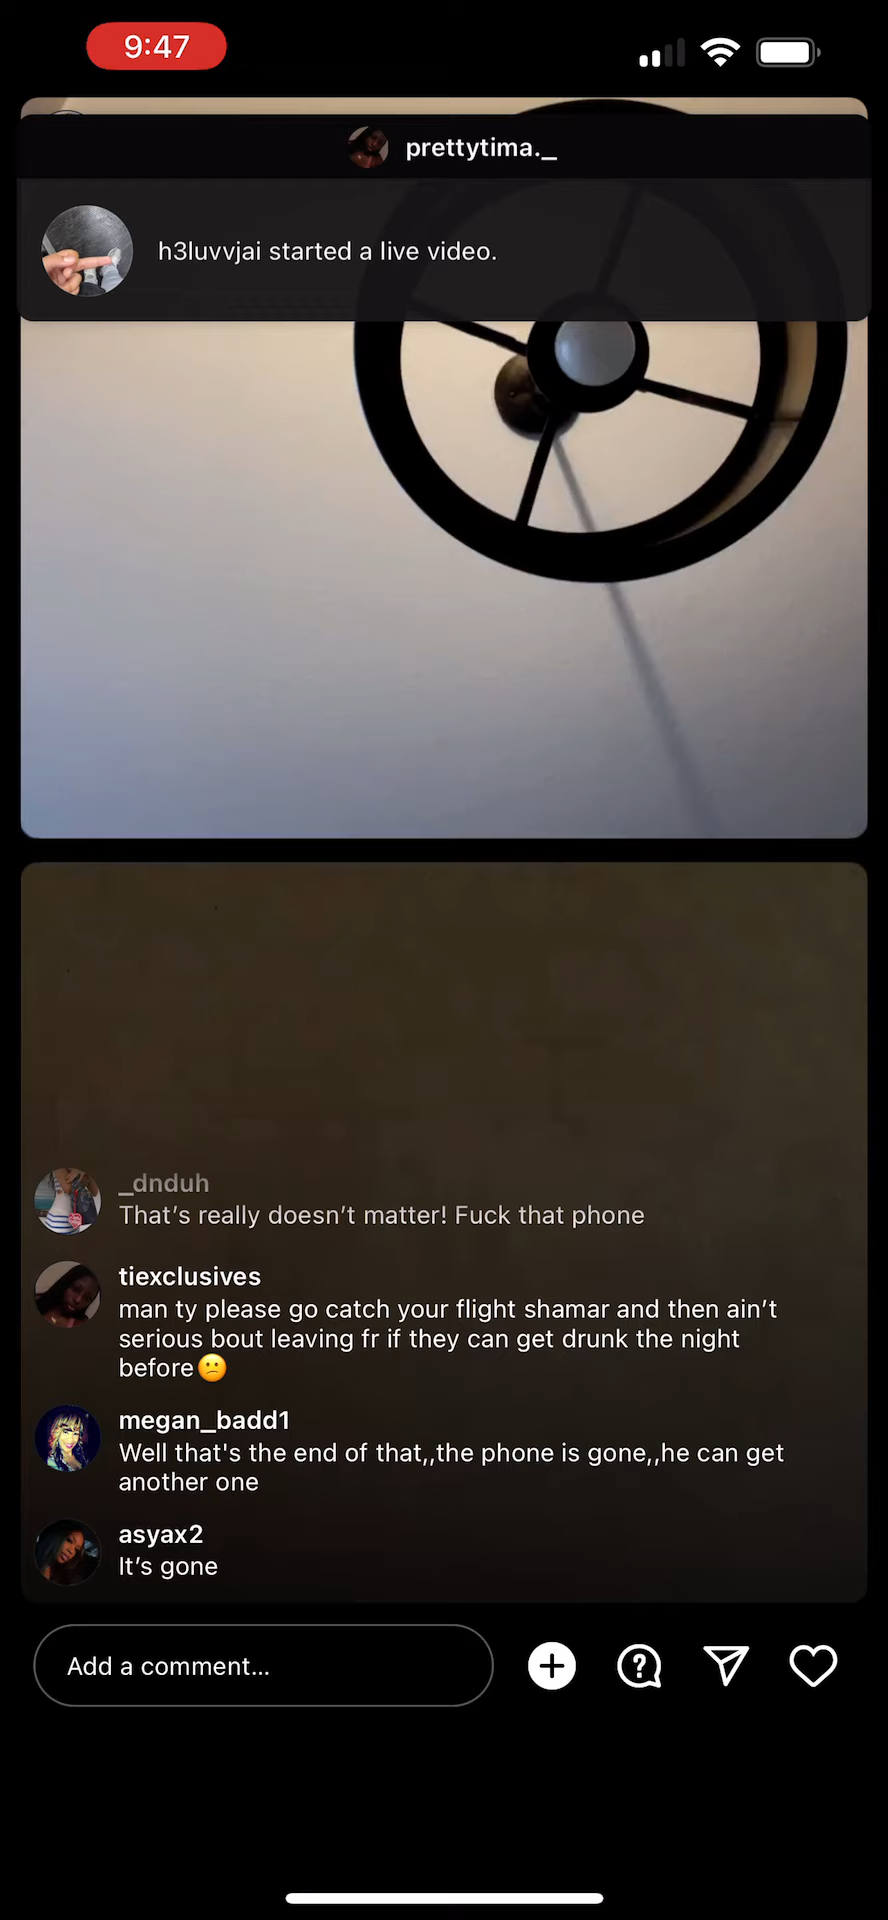 9:47
prettytima._
h3luvvjai started a live video.
_dnduh
That’s really doesn’t matter! Fuck that phone
tiexclusives
man ty please go catch your flight shamar and then ain’t
serious bout leaving fr if they can get drunk the night
before😕
megan_badd1
Well that's the end of that,,the phone is gone,,he can get
another one
asyax2
It’s gone
Add a comment...